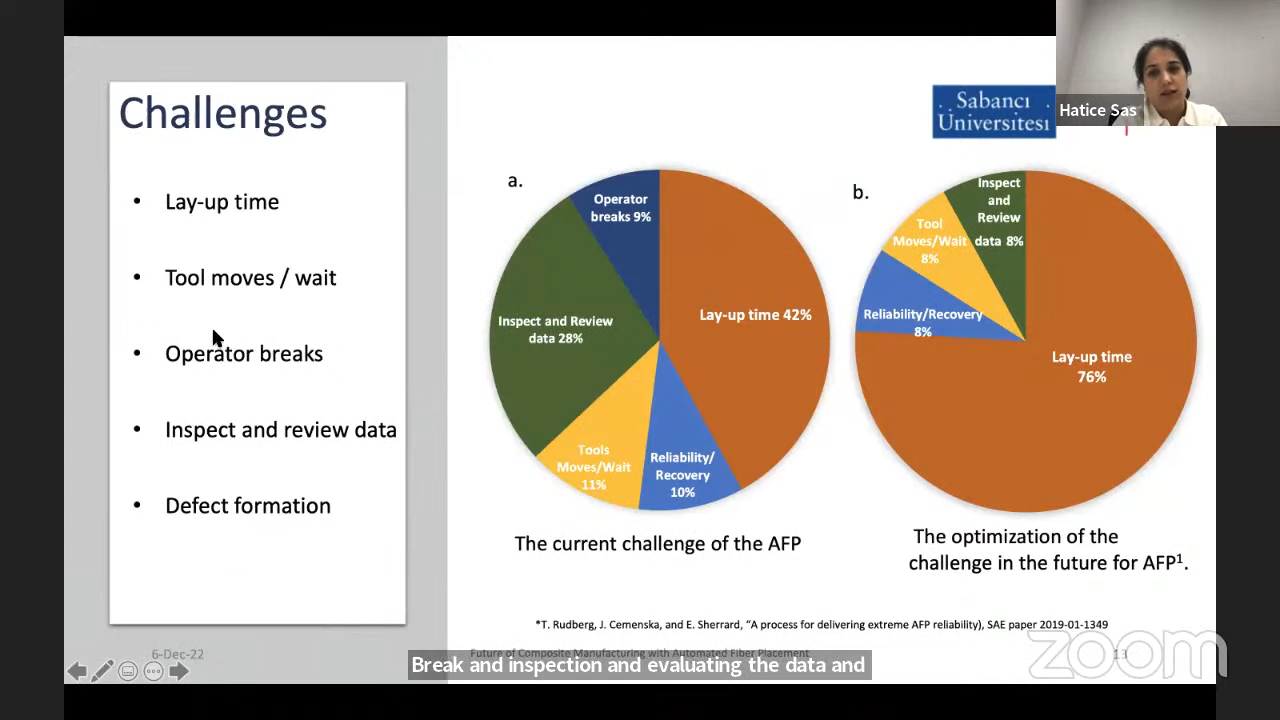 Challenges
• Lay-up time
• Tool moves / wait
• Operator breaks
• Inspect and review data
• Defect formation
Sabancı
Üniversitesi
Hatice Sas
a.
Operator
breaks 9%
Lay-up time 42%
Inspect and Review
data 28%
Tools
Moves/Wait
11%
Reliability/
Recovery
10%
The current challenge of the AFP
b.
Inspect
and
Review
data 8%
Tool
Moves/Wait
8%
Reliability/Recovery
8%
Lay-up time
76%
The optimization of the
challenge in the future for AFP¹.
*T. Rudberg, J. Cemenska, and E. Sherrard, “A process for delivering extreme AFP reliability), SAE paper 2019-01-1349
6-Dec-22
Future of Composite Manufacturing with Automated Fiber Placement
13
Break and inspection and evaluating the data and
zoom